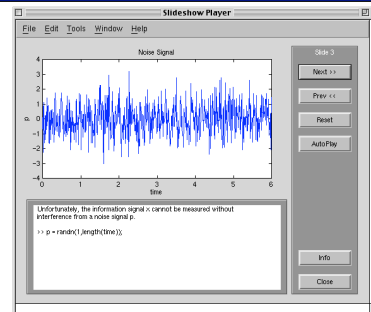 Slideshow Player
File Edit Tools Window Help
Noise Signal
p
4
3
2
1
0
−1
−2
−3
−4
0 1 2 3 4 5 6
time
Unfortunately, the information signal x cannot be measured without
interference from a noise signal p.
>> p = randn(1,length(time));
Slide 3
Next >>
Prev <<
Reset
AutoPlay
Info
Close